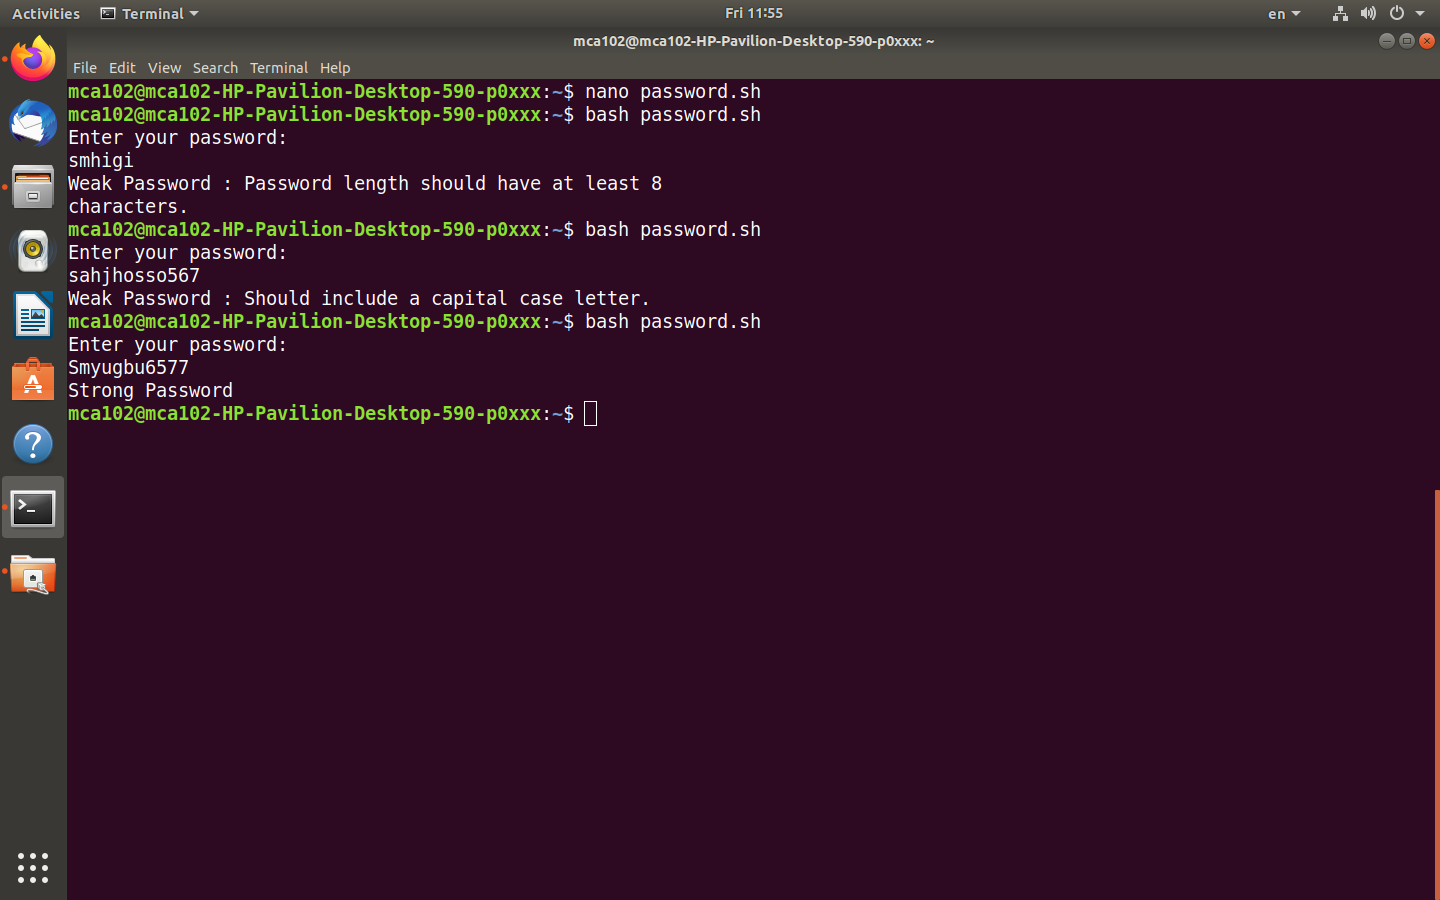 Activities Terminal Fri 11:55 en
mca102@mca102-HP-Pavilion-Desktop-590-p0xxx: ~
File Edit View Search Terminal Help
mca102@mca102-HP-Pavilion-Desktop-590-p0xxx:~$ nano password.sh
mca102@mca102-HP-Pavilion-Desktop-590-p0xxx:~$ bash password.sh
Enter your password:
smhigi
Weak Password : Password length should have at least 8
characters.
mca102@mca102-HP-Pavilion-Desktop-590-p0xxx:~$ bash password.sh
Enter your password:
sahjhosso567
Weak Password : Should include a capital case letter.
mca102@mca102-HP-Pavilion-Desktop-590-p0xxx:~$ bash password.sh
Enter your password:
Smyugbu6577
Strong Password
mca102@mca102-HP-Pavilion-Desktop-590-p0xxx:~$